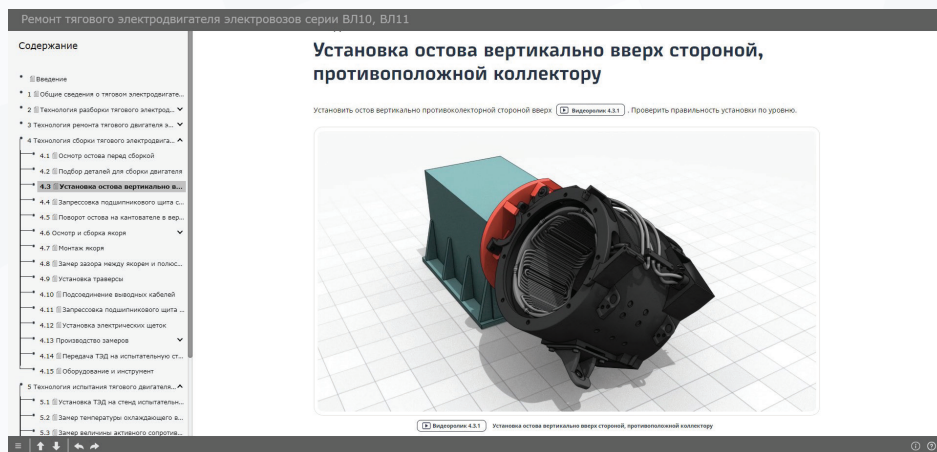 Ремонт тягового электродвигателя электровозов серии ВЛ10, ВЛ11
Содержание
Введение
1 Общие сведения о тяговом электродвигате...
2 Технология разборки тягового электрод...
3 Технология ремонта тягового двигателя э...
4 Технология сборки тягового электродвига...
4.1 Осмотр остова перед сборкой
4.2 Подбор деталей для сборки двигателя
4.3 Установка остова вертикально в...
4.4 Запрессовка подшипникового щита с...
4.5 Поворот остова на кантователе в вер...
4.6 Осмотр и сборка якоря
4.7 Монтаж якоря
4.8 Замер зазора между якорем и полюс...
4.9 Установка траверсы
4.10 Подсоединение выводных кабелей
4.11 Запрессовка подшипникового щита ...
4.12 Установка электрических щеток
4.13 Производство замеров
4.14 Передача ТЭД на испытательную ст...
4.15 Оборудование и инструмент
5 Технология испытания тягового двигателя...
5.1 Установка ТЭД на стенд испытательн...
5.2 Замер температуры охлаждающего в...
5.3 Замер величины активного сопротив...
Установка остова вертикально вверх стороной,
противоположной коллектору
Установить остов вертикально противоколекторной стороной вверх Видеоролик 4.3.1 . Проверить правильность установки по уровню.
Видеоролик 4.3.1 Установка остова вертикально вверх стороной, противоположной коллектору